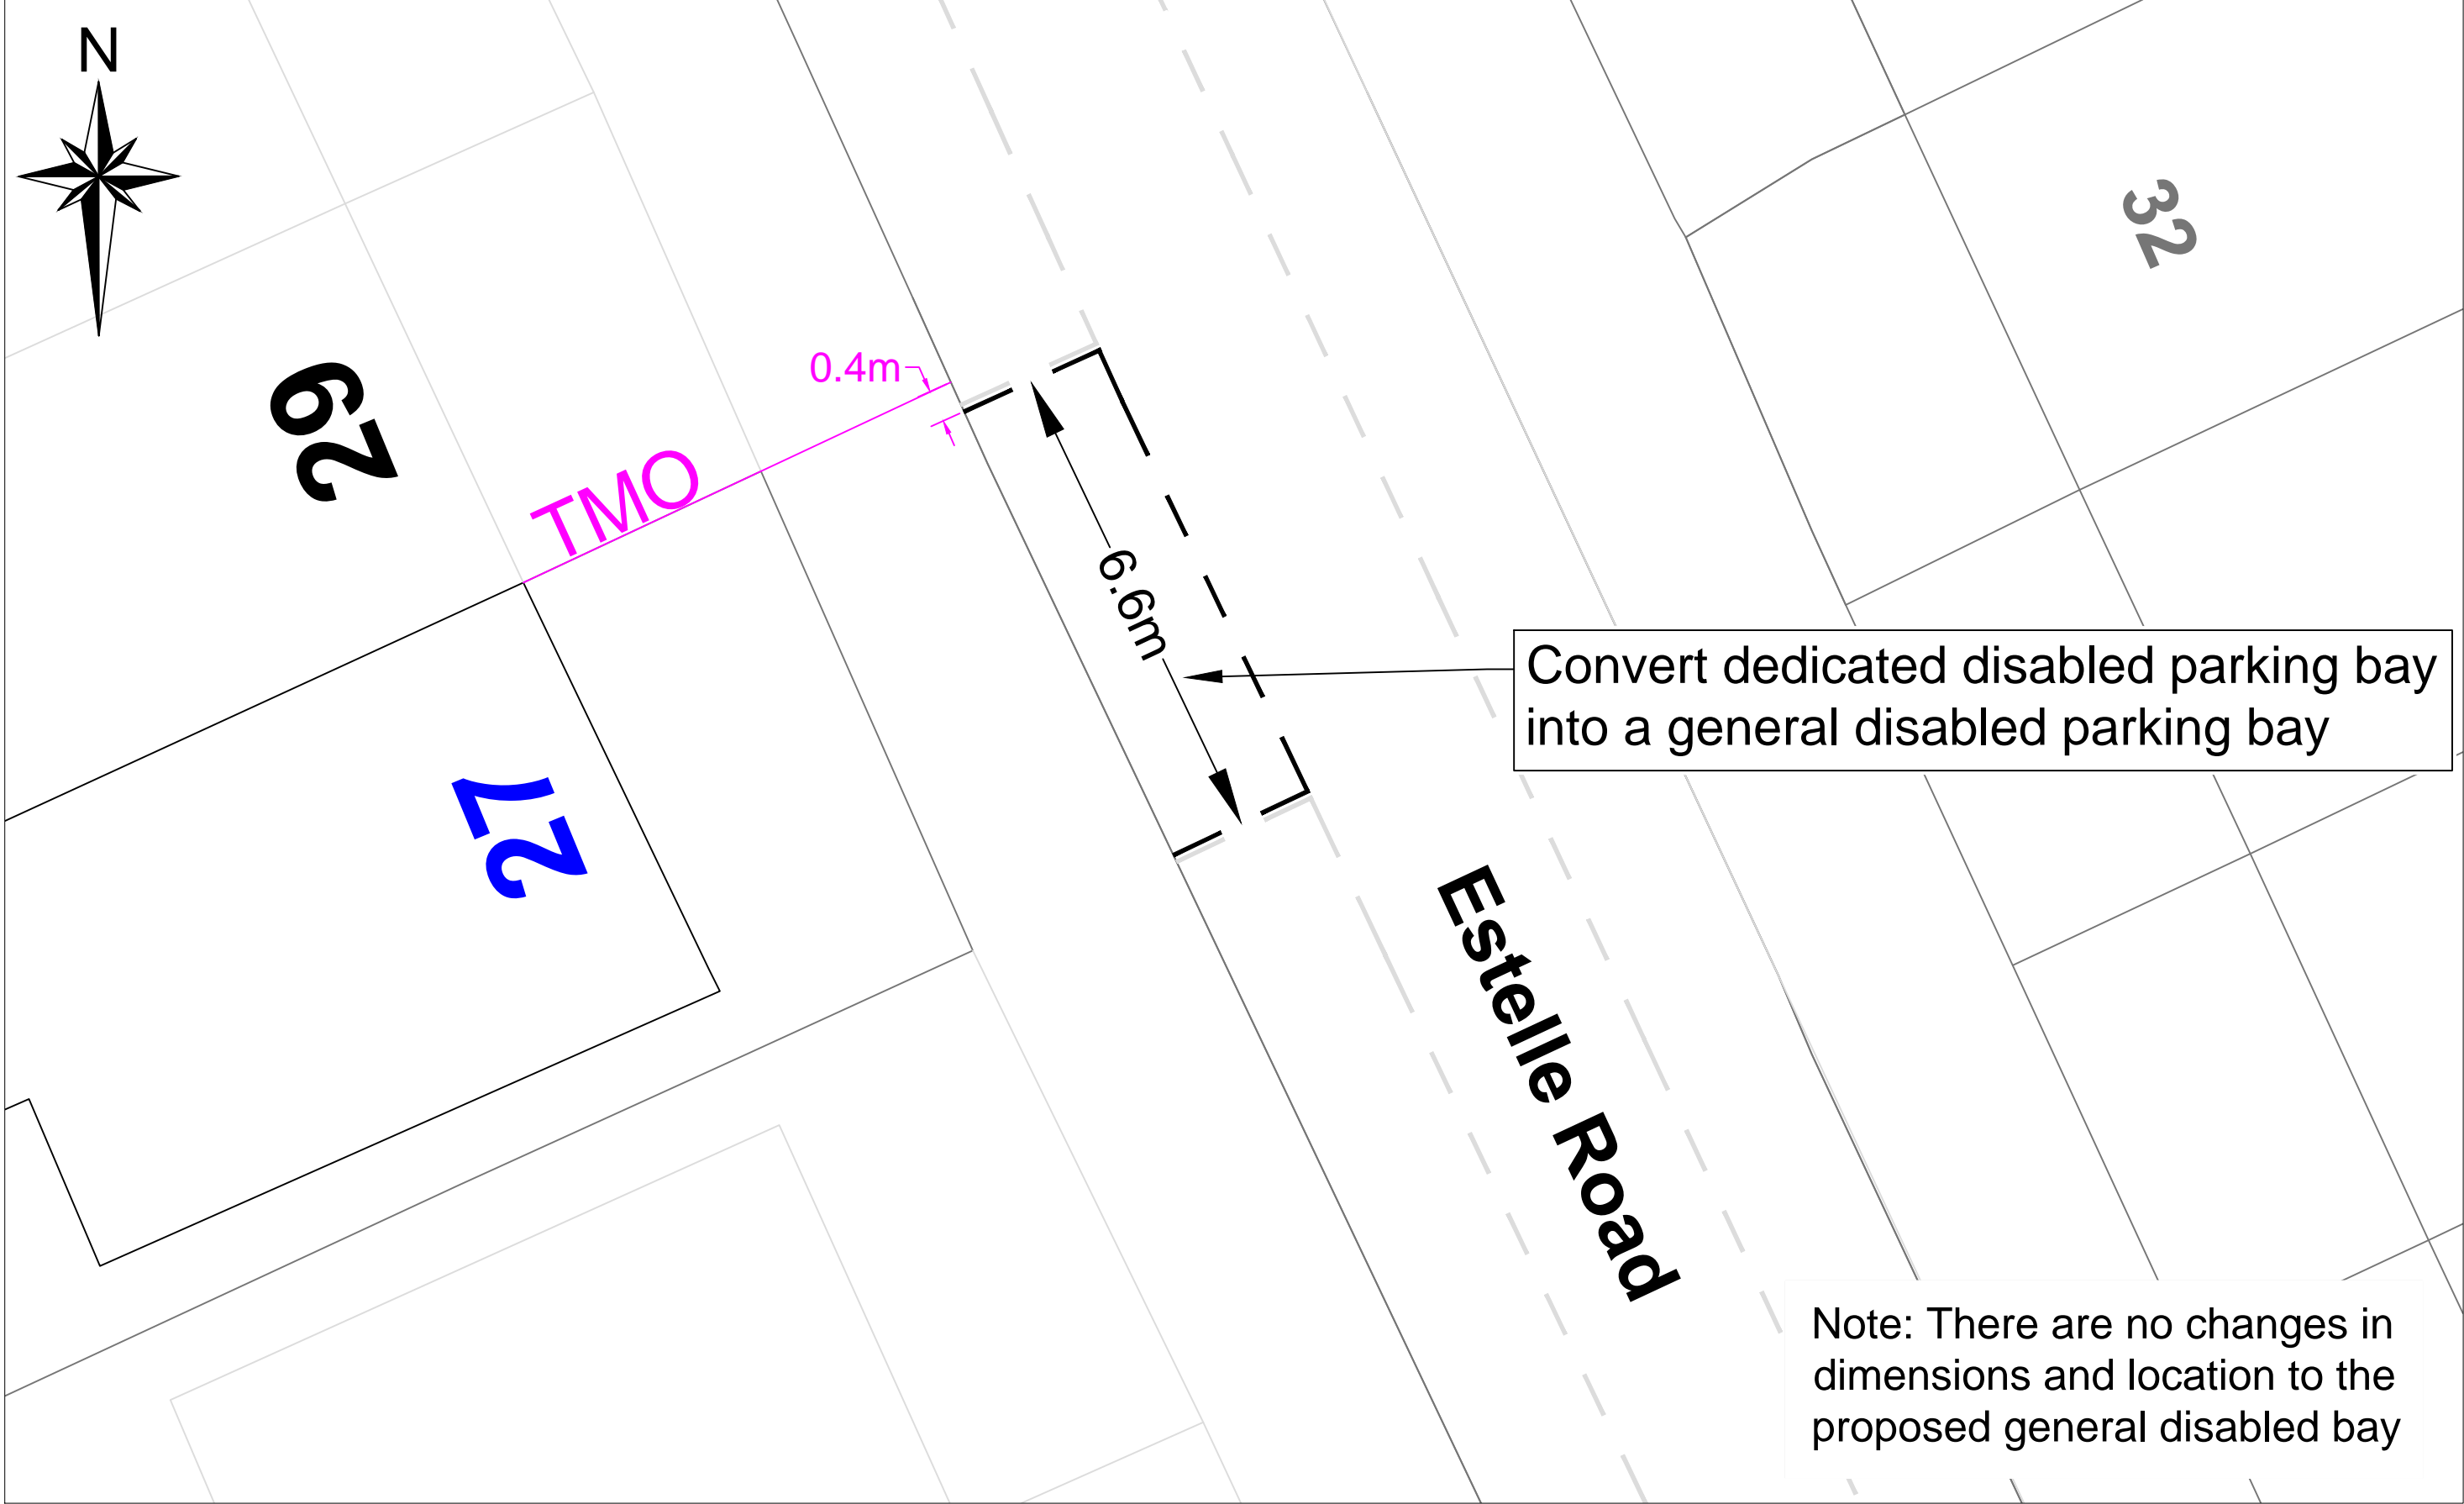 N
32
0.4m
29
TMO
6.6m
Convert dedicated disabled parking bay
into a general disabled parking bay
27
Estelle Road
Note: There are no changes in
dimensions and location to the
proposed general disabled bay